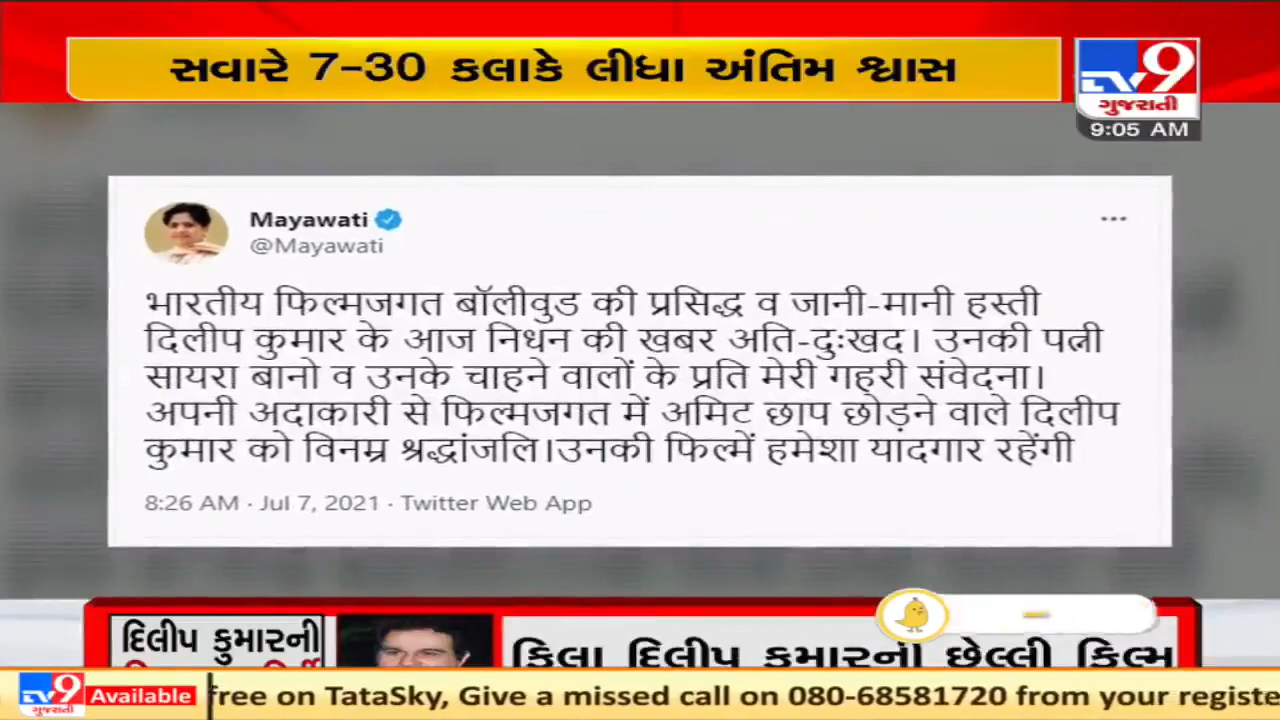 સવારે 7-30 કલાકે લીધા અંતિમ શ્વાસ
TV9
ગુજરાતી
9:05 AM
Mayawati
@Mayawati
भारतीय फिल्मजगत बॉलीवुड की प्रसिद्ध व जानी-मानी हस्ती
दिलीप कुमार के आज निधन की खबर अति-दुःखद। उनकी पत्नी
सायरा बानो व उनके चाहने वालों के प्रति मेरी गहरी संवेदना।
अपनी अदाकारी से फिल्मजगत में अमिट छाप छोड़ने वाले दिलीप
कुमार को विनम्र श्रद्धांजलि।उनकी फिल्में हमेशा यादगार रहेंगी
8:26 AM · Jul 7, 2021 · Twitter Web App
દિલીપ કુમારની
કિલા દિલીપ કુમારની છેલ્લી ફિલ્મ
TV9
ગુજરાતી
Available
free on TataSky, Give a missed call on 080-68581720 from your registe